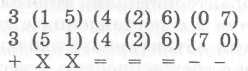 3 (1 5) (4 (2) 6) (0 7)
3 (5 1) (4 (2) 6) (7 0)
+ X X = = = – –